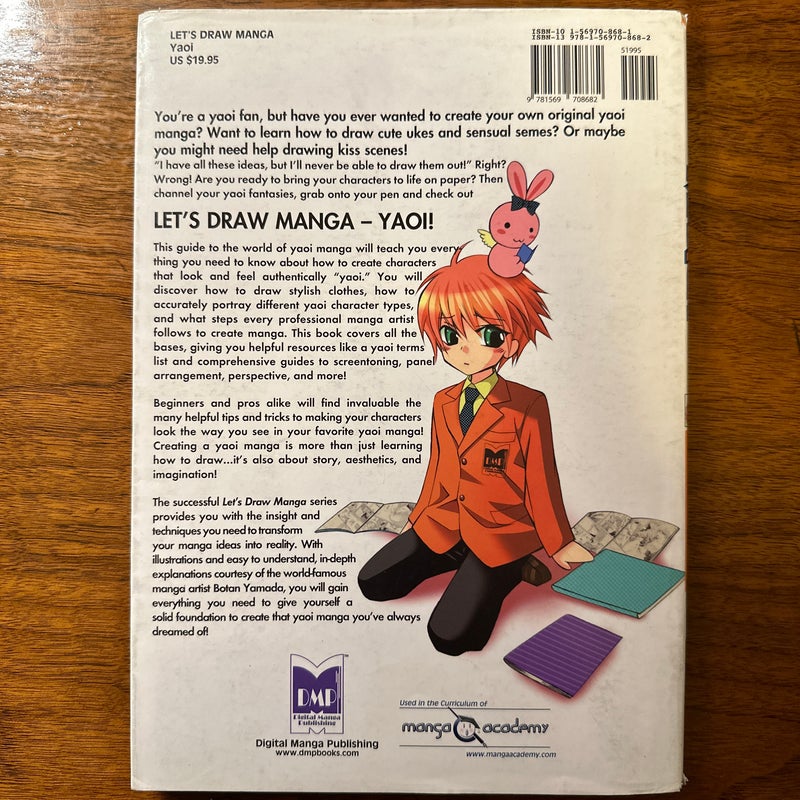 LET'S DRAW MANGA
Yaoi
US $19.95
ISBN-10 1-56970-868-1
ISBN-13 978-1-56970-868-2
51995
9 781569 708682
You're a yaoi fan, but have you ever wanted to create your own original yaoi
manga? Want to learn how to draw cute ukes and sensual semes? Or maybe
you might need help drawing kiss scenes!
"I have all these ideas, but I'll never be able to draw them out!" Right?
Wrong! Are you ready to bring your characters to life on paper? Then
channel your yaoi fantasies, grab onto your pen and check out
LET'S DRAW MANGA – YAOI!
This guide to the world of yaoi manga will teach you every-
thing you need to know about how to create characters
that look and feel authentically "yaoi." You will
discover how to draw stylish clothes, how to
accurately portray different yaoi character types,
and what steps every professional manga artist
follows to create manga. This book covers all the
bases, giving you helpful resources like a yaoi terms
list and comprehensive guides to screentoning, panel
arrangement, perspective, and more!
Beginners and pros alike will find invaluable the
many helpful tips and tricks to making your characters
look the way you see in your favorite yaoi manga!
Creating a yaoi manga is more than just learning
how to draw...it's also about story, aesthetics, and
imagination!
The successful Let's Draw Manga series
provides you with the insight and
techniques you need to transform
your manga ideas into reality. With
illustrations and easy to understand, in-depth
explanations courtesy of the world-famous
manga artist Botan Yamada, you will gain
everything you need to give yourself a
solid foundation to create that yaoi manga you've always
dreamed of!
DMP
DMP
Digital Manga
Publishing
TM
Digital Manga Publishing
www.dmpbooks.com
Used in the Curriculum of
manga academy
www.mangaacademy.com